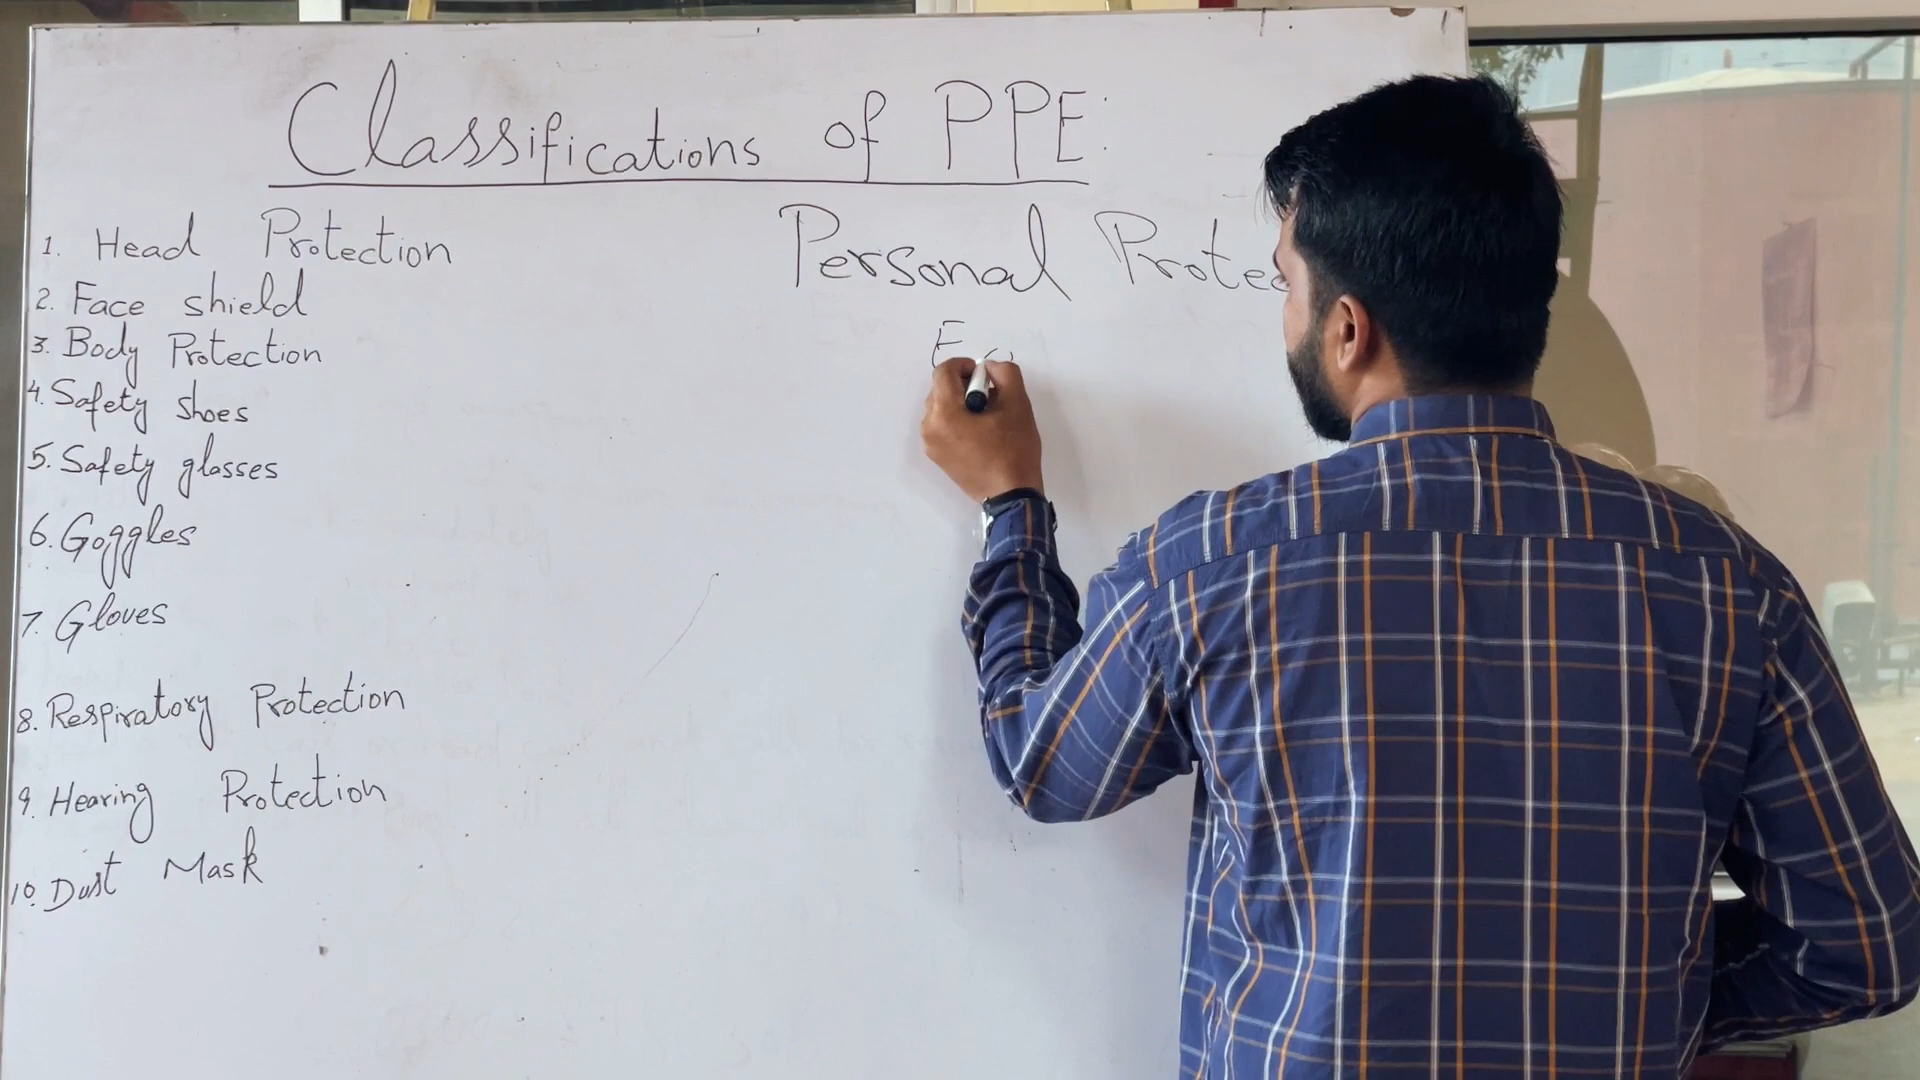 Classifications of PPE:
1. Head Protection
2. Face shield
3. Body Protection
4. Safety shoes
5. Safety glasses
6. Goggles
7. Gloves
8. Respiratory Protection
9. Hearing Protection
10. Dust Mask
Personal Protec